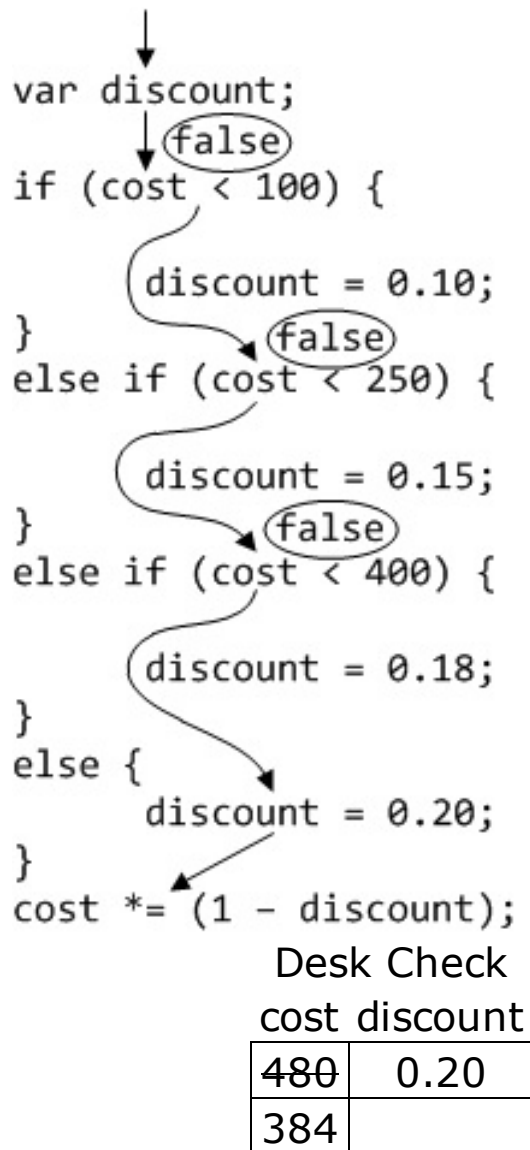 var discount;
false
if (cost < 100) {
discount = 0.10;
}
false
else if (cost < 250) {
discount = 0.15;
}
false
else if (cost < 400) {
discount = 0.18;
}
else {
discount = 0.20;
}
cost *= (1 – discount);
Desk Check
cost discount
480 0.20
384